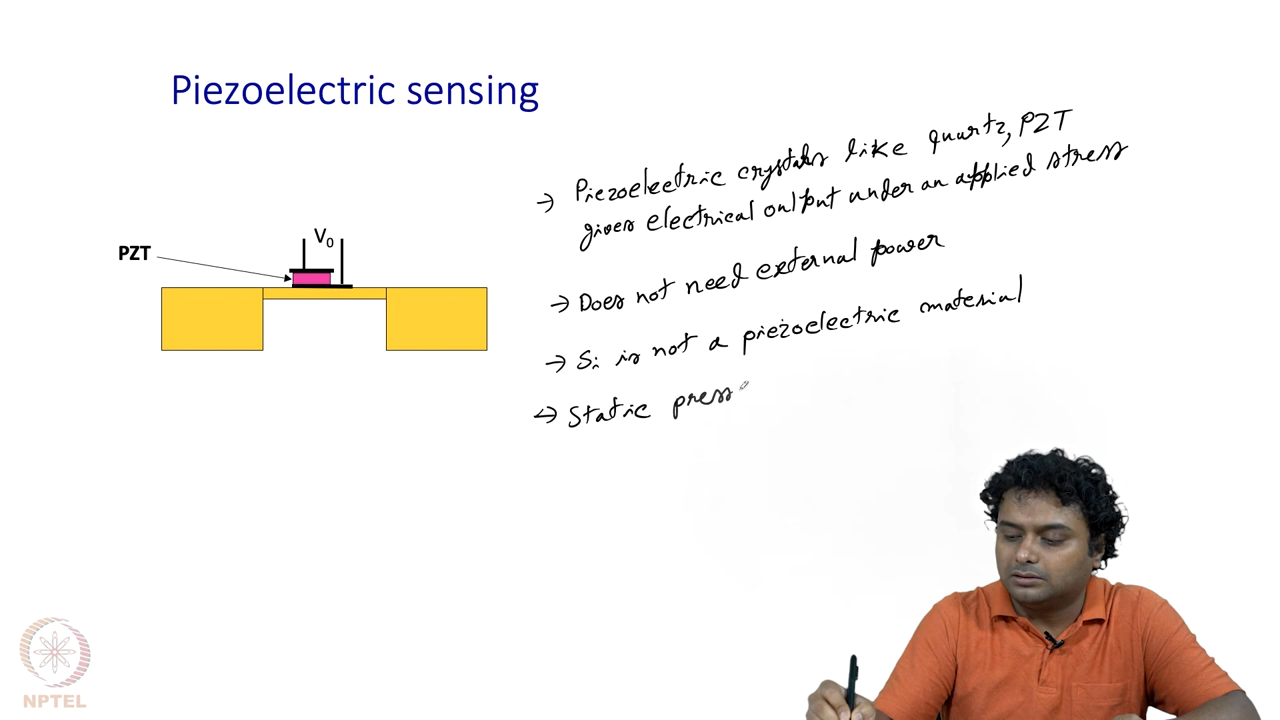 Piezoelectric sensing
→ Piezoelectric crystals like quartz, PZT
gives electrical output under an applied stress
V0
PZT
→ Does not need external power
→ Si is not a piezoelectric material
→ Static press
NPTEL